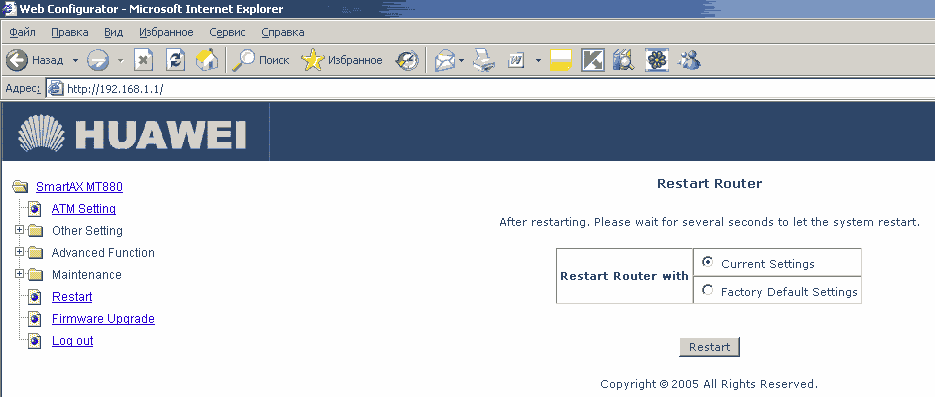 Web Configurator - Microsoft Internet Explorer
Файл Правка Вид Избранное Сервис Справка
Назад Поиск Избранное
Адрес: http://192.168.1.1/
HUAWEI
SmartAX MT880
ATM Setting
Other Setting
Advanced Function
Maintenance
Restart
Firmware Upgrade
Log out
Restart Router
After restarting. Please wait for several seconds to let the system restart.
Restart Router with
Current Settings
Factory Default Settings
Restart
Copyright © 2005 All Rights Reserved.